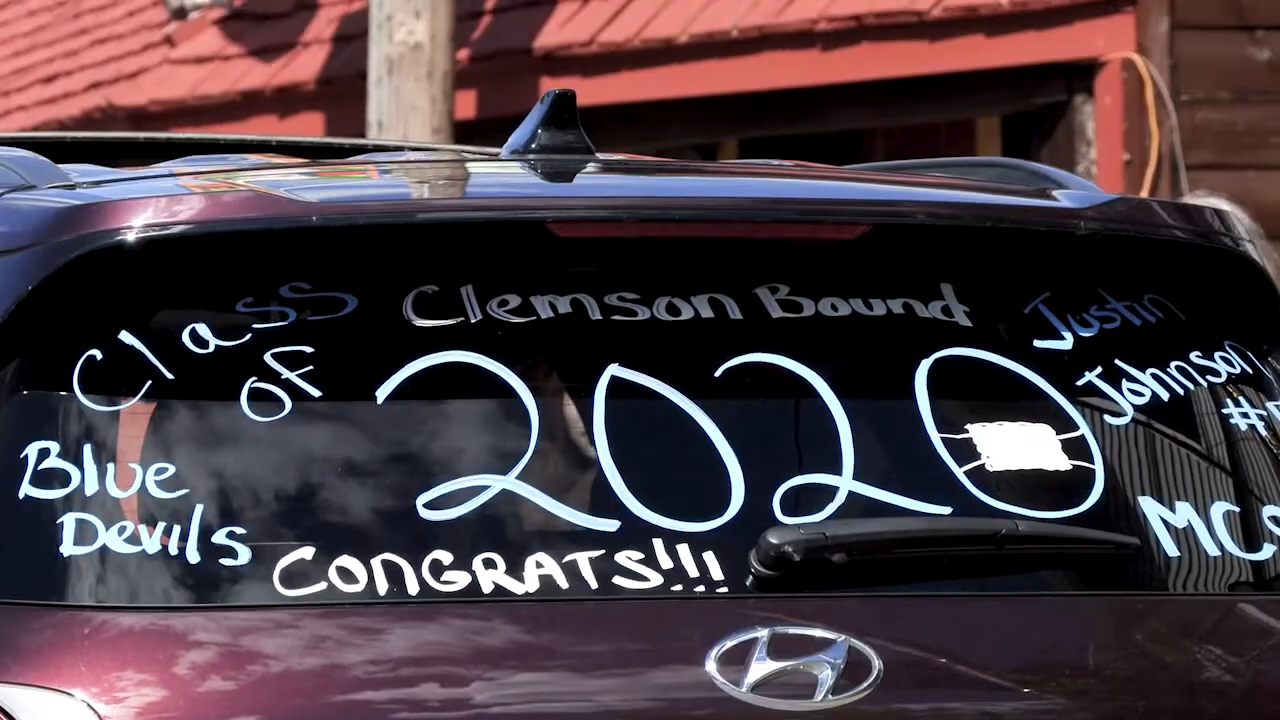 Clemson Bound
Class
of
2020
Justin
Johnson
Blue
Devils
CONGRATS!!!